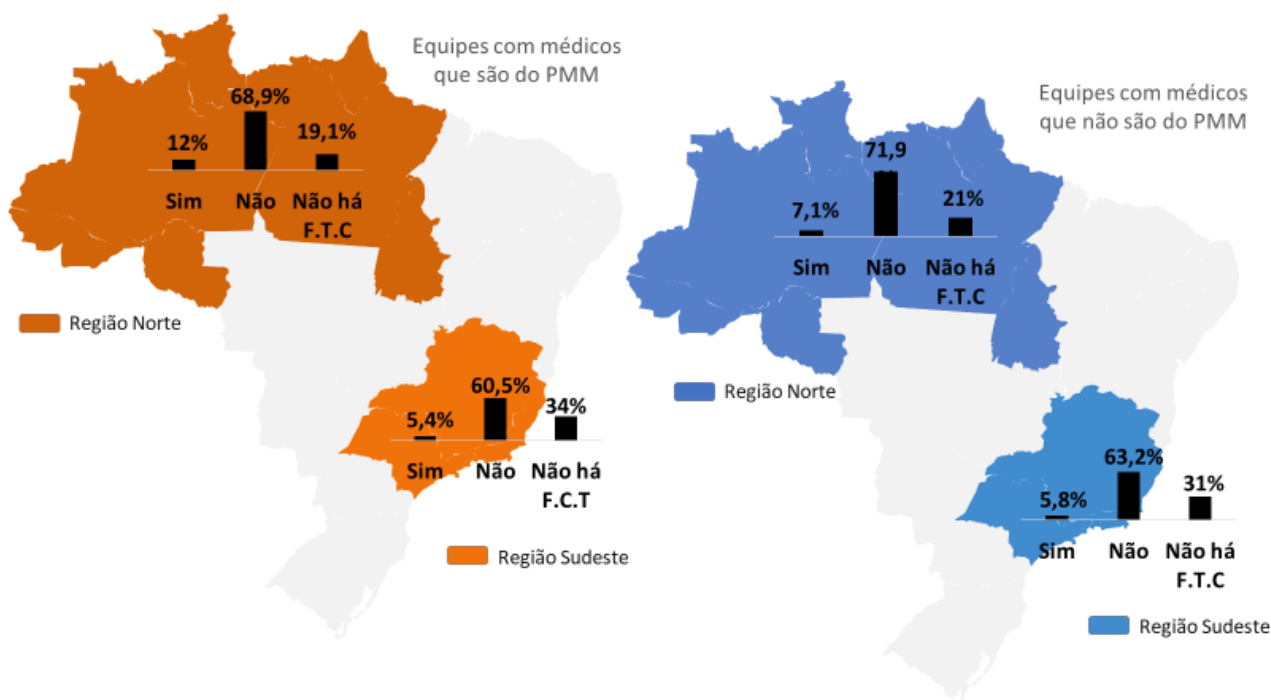 Equipes com médicos
que são do PMM
12%
68,9%
19,1%
Sim
Não
Não há
F.T.C
Região Norte
5,4%
60,5%
34%
Sim
Não
Não há
F.C.T
Região Sudeste
Equipes com médicos
que não são do PMM
7,1%
71,9
21%
Sim
Não
Não há
F.T.C
Região Norte
5,8%
63,2%
31%
Sim
Não
Não há
F.T.C
Região Sudeste